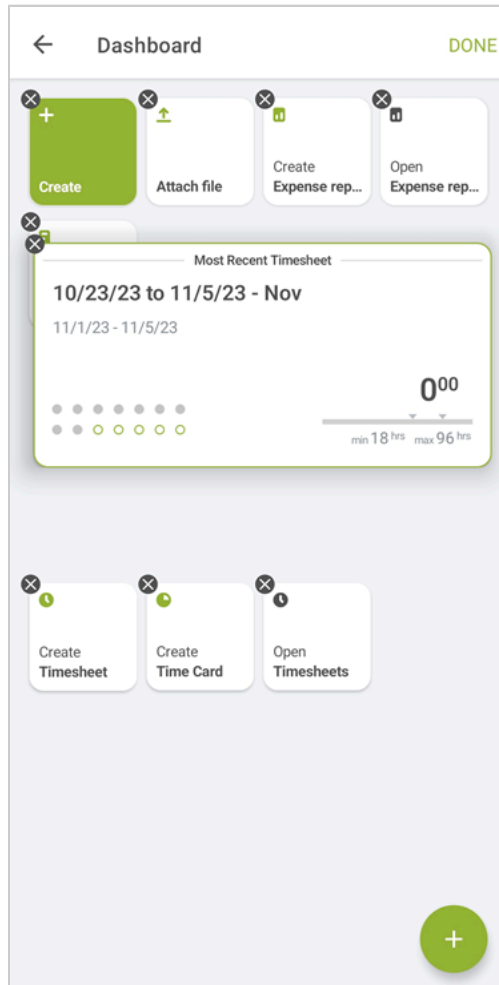 Dashboard
DONE
Create
Attach file
Create
Expense rep...
Open
Expense rep...
Most Recent Timesheet
10/23/23 to 11/5/23 - Nov
11/1/23 - 11/5/23
000
min 18 hrs max 96 hrs
Create
Timesheet
Create
Time Card
Open
Timesheets